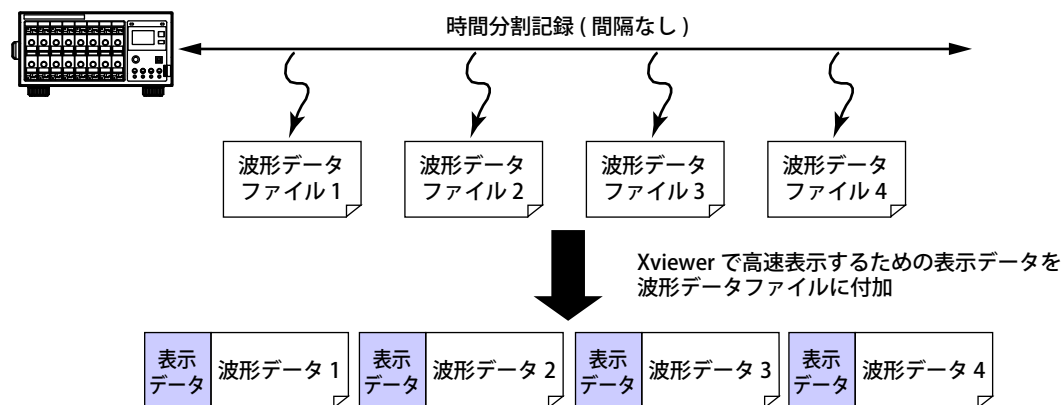 時間分割記録 ( 間隔なし )
波形データ
ファイル 1
波形データ
ファイル 2
波形データ
ファイル 3
波形データ
ファイル 4
Xviewer で高速表示するための表示データを
波形データファイルに付加
表示
データ
波形データ 1
表示
データ
波形データ 2
表示
データ
波形データ 3
表示
データ
波形データ 4